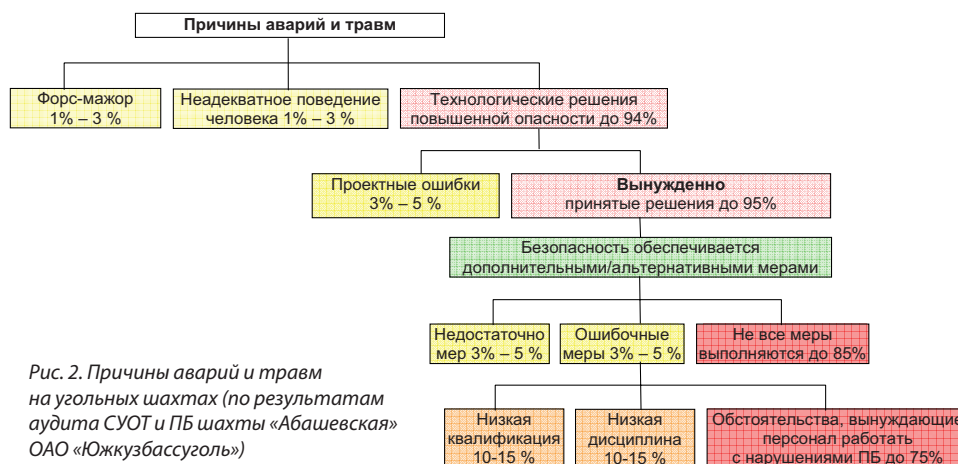 Причины аварий и травм
Форс-мажор
1% – 3 %
Неадекватное поведение
человека 1% – 3 %
Технологические решения
повышенной опасности до 94%
Проектные ошибки
3% – 5 %
Вынужденно
принятые решения до 95%
Безопасность обеспечивается
дополнительными/альтернативными мерами
Недостаточно
мер 3% – 5 %
Ошибочные
меры 3% – 5 %
Не все меры
выполняются до 85%
Низкая
квалификация
10-15 %
Низкая
дисциплина
10-15 %
Обстоятельства, вынуждающие
персонал работать
с нарушениями ПБ до 75%
Рис. 2. Причины аварий и травм
на угольных шахтах (по результатам
аудита СУОТ и ПБ шахты «Абашевская»
ОАО «Южкузбассуголь»)